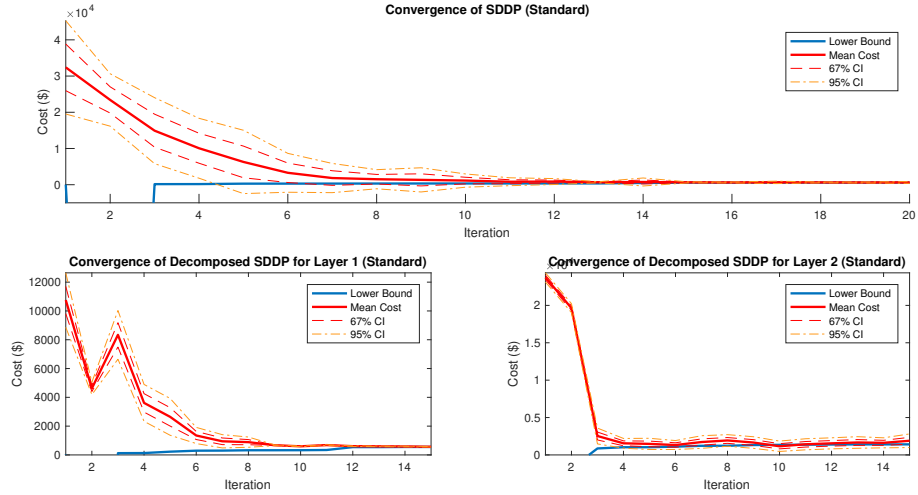 Convergence of SDDP (Standard)
×10⁴
4
3
2
1
0
Cost ($)
2 4 6 8 10 12 14 16 18 20
Iteration
Lower Bound
Mean Cost
67% CI
95% CI
Convergence of Decomposed SDDP for Layer 1 (Standard)
12000
10000
8000
6000
4000
2000
0
Cost ($)
2 4 6 8 10 12 14
Iteration
Lower Bound
Mean Cost
67% CI
95% CI
Convergence of Decomposed SDDP for Layer 2 (Standard)
2
1.5
1
0.5
0
Cost ($)
2 4 6 8 10 12 14
Iteration
Lower Bound
Mean Cost
67% CI
95% CI